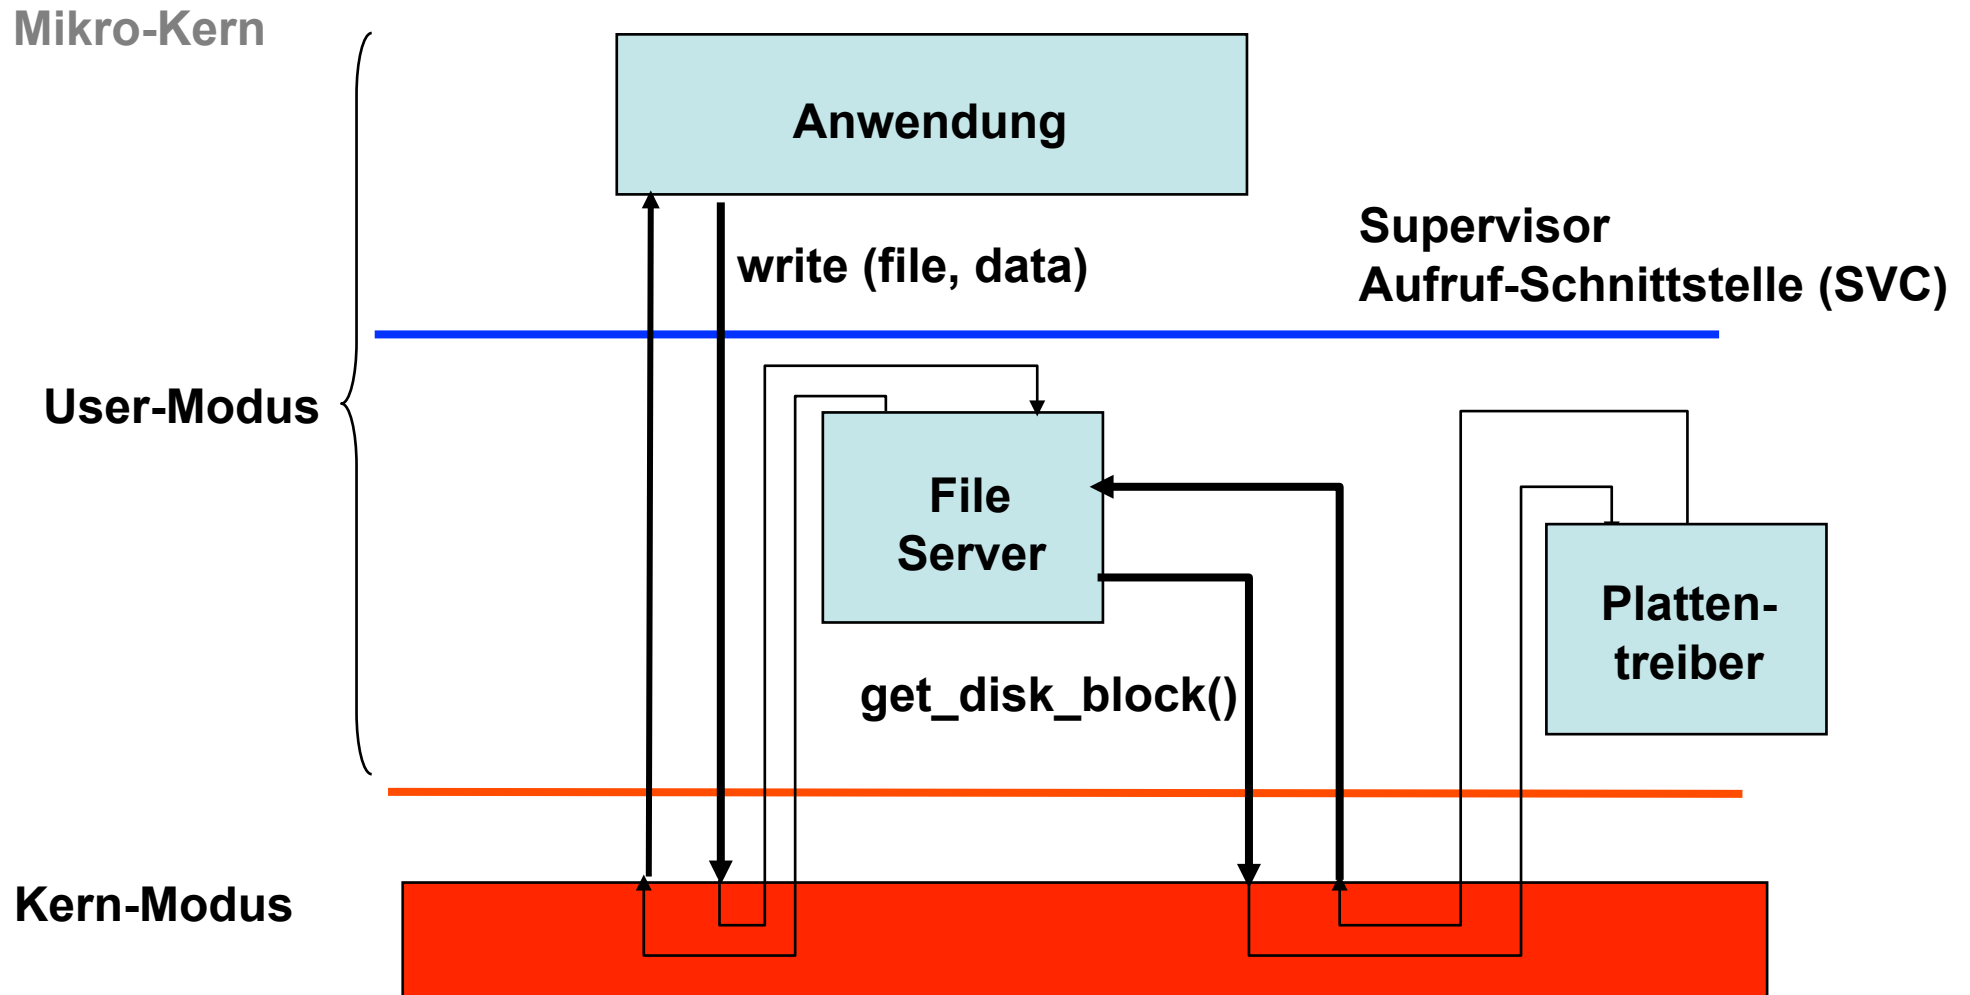 Mikro-Kern
Anwendung
write (file, data)
Supervisor
Aufruf-Schnittstelle (SVC)
User-Modus
File
Server
Platten-
treiber
get_disk_block()
Kern-Modus